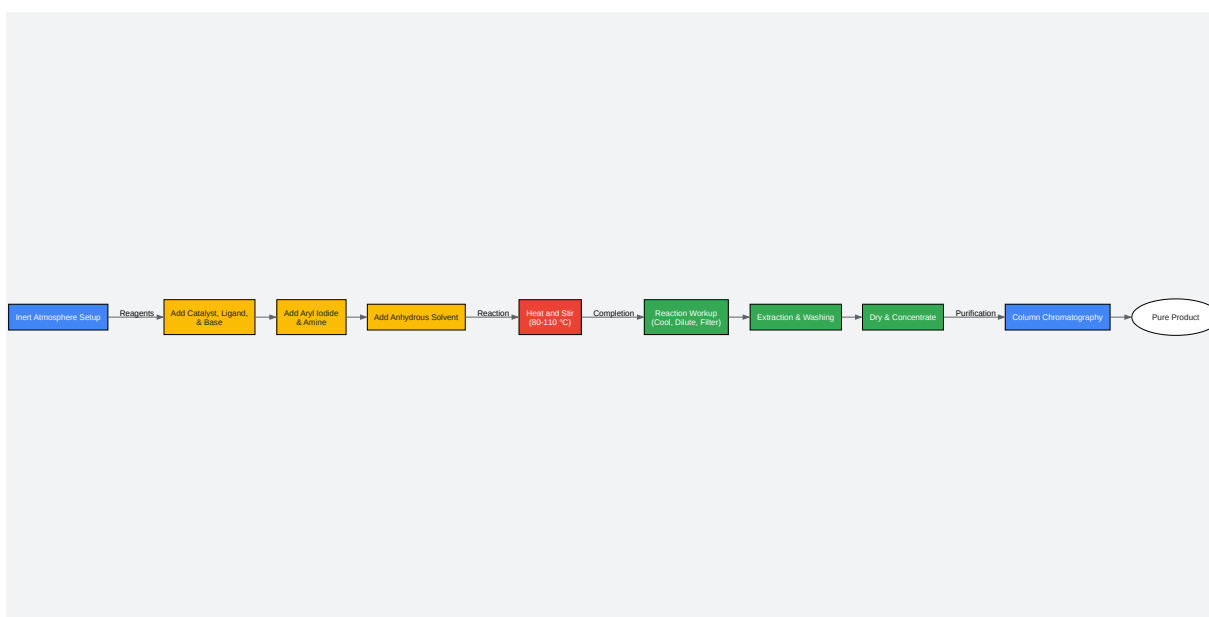 Inert Atmosphere Setup
Reagents
Add Catalyst, Ligand,
& Base
Add Aryl Iodide
& Amine
Add Anhydrous Solvent
Reaction
Heat and Stir
(80-110 °C)
Completion
Reaction Workup
(Cool, Dilute, Filter)
Extraction & Washing
Dry & Concentrate
Purification
Column Chromatography
Pure Product